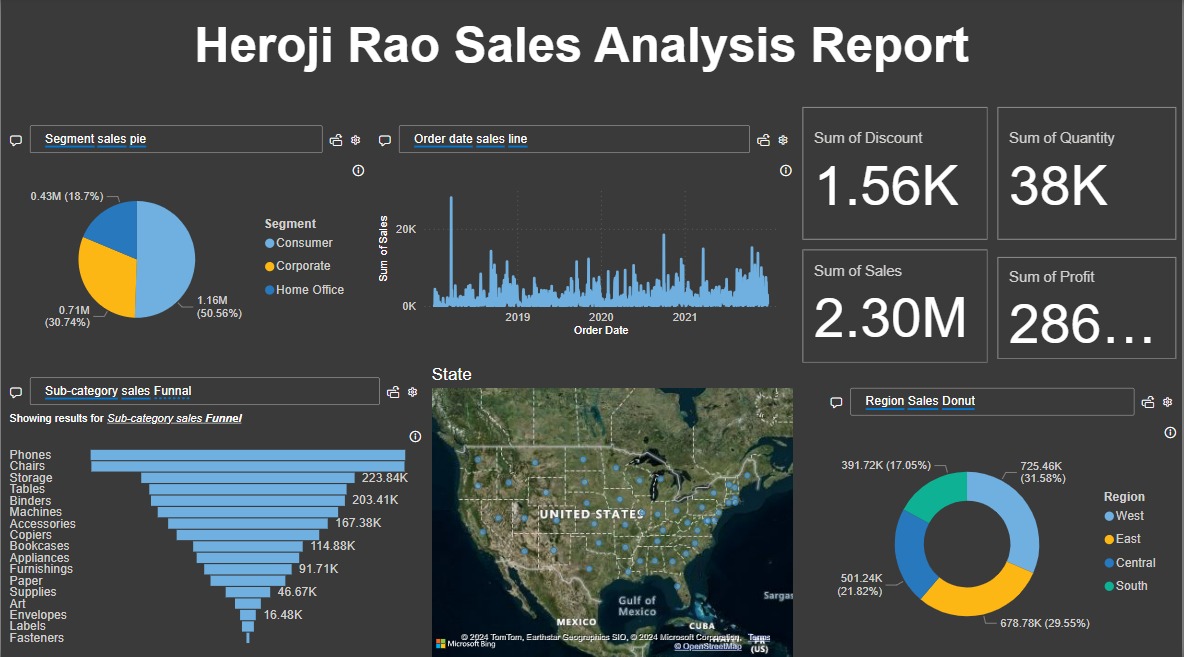 Heroji Rao Sales Analysis Report
Segment sales pie
0.43M (18.7%)
0.71M
(30.74%)
1.16M
(50.56%)
Segment
Consumer
Corporate
Home Office
Order date sales line
Sum of Sales
20K
0K
2019
2020
2021
Order Date
Sum of Discount
1.56K
Sum of Quantity
38K
Sum of Sales
2.30M
Sum of Profit
286...
Sub-category sales Funnal
Showing results for Sub-category sales Funnel
Phones
Chairs
Storage
223.84K
Tables
Binders
203.41K
Machines
Accessories
167.38K
Copiers
Bookcases
114.88K
Appliances
Furnishings
91.71K
Paper
Supplies
46.67K
Art
Envelopes
16.48K
Labels
Fasteners
State
UNITED STATES
Gulf of
Mexico
MEXICO
CUBA
Sargas
PR
(US)
© 2024 TomTom, Earthstar Geographics SIO, © 2024 Microsoft Corporation, Terms
© OpenStreetMap
Microsoft Bing
Region Sales Donut
391.72K (17.05%)
725.46K
(31.58%)
501.24K
(21.82%)
678.78K (29.55%)
Region
West
East
Central
South